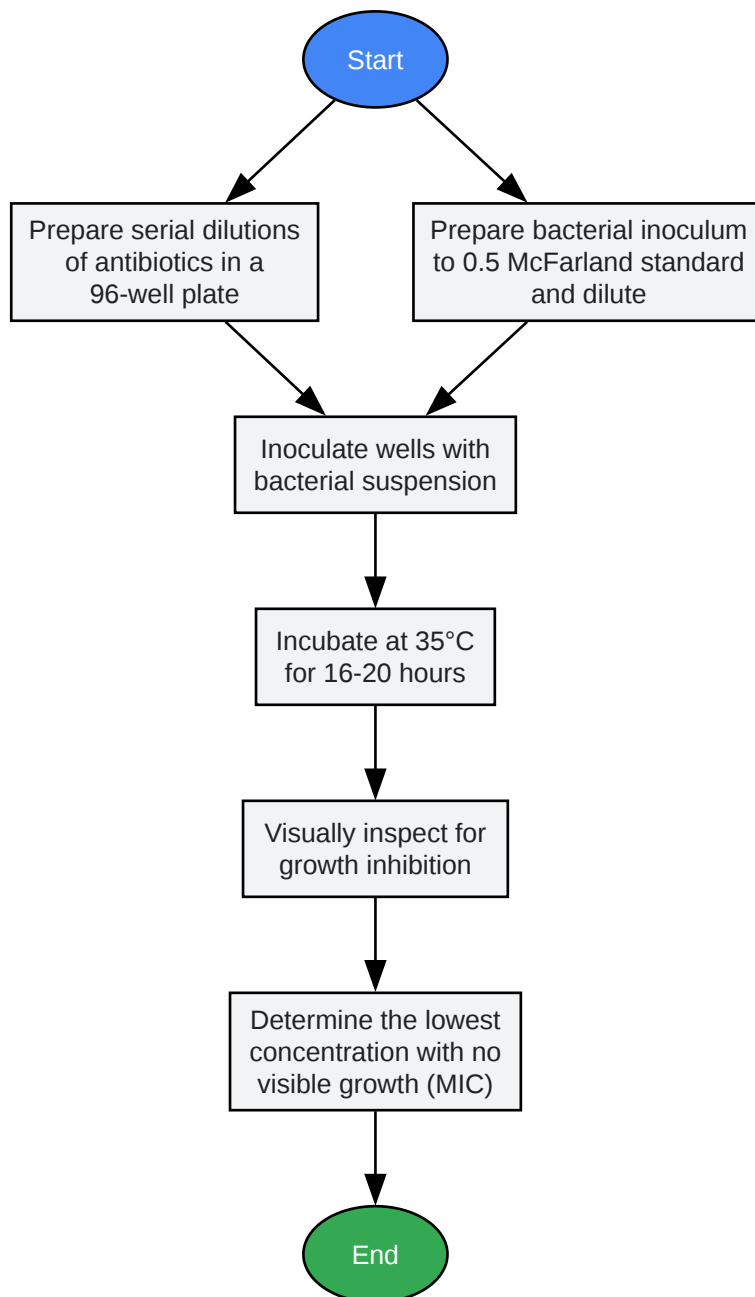 Start
Prepare serial dilutions
of antibiotics in a
96-well plate
Prepare bacterial inoculum
to 0.5 McFarland standard
and dilute
Inoculate wells with
bacterial suspension
Incubate at 35°C
for 16-20 hours
Visually inspect for
growth inhibition
Determine the lowest
concentration with no
visible growth (MIC)
End